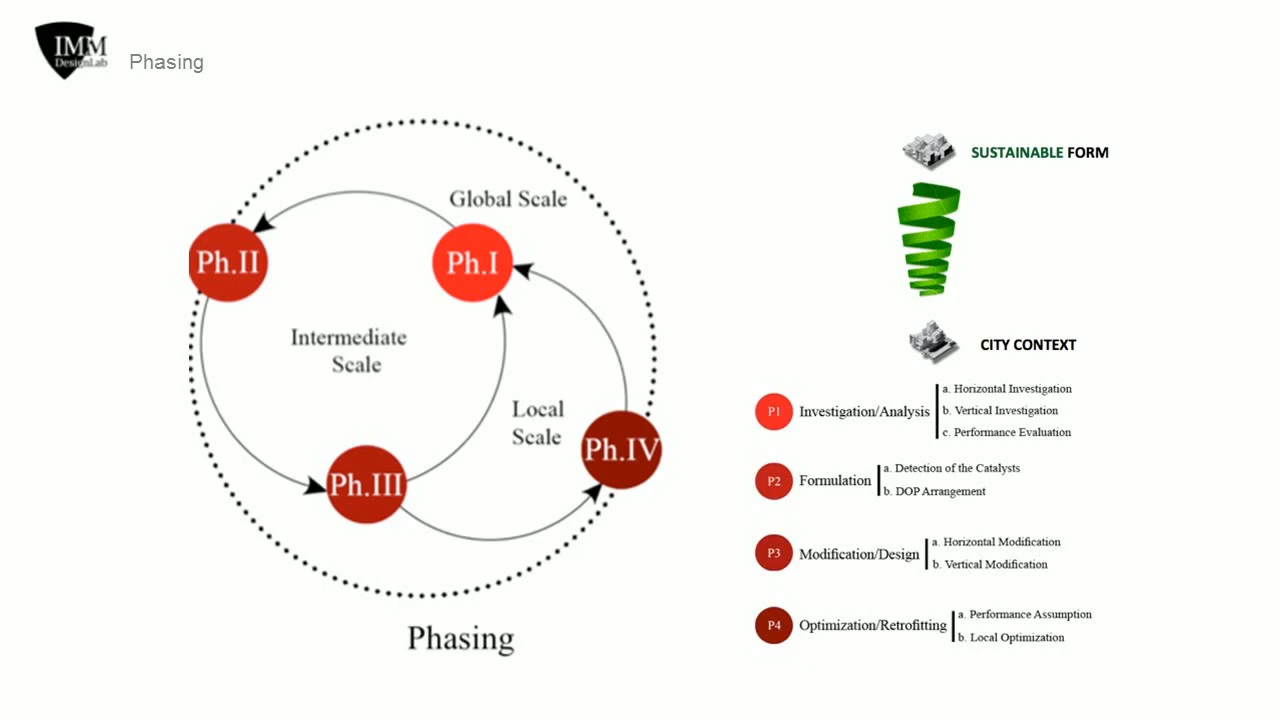 IMM
DesignLab
Phasing
Global Scale
Ph.II
Ph.I
Intermediate
Scale
Local
Scale
Ph.III
Ph.IV
Phasing
SUSTAINABLE FORM
CITY CONTEXT
P1 Investigation/Analysis
a. Horizontal Investigation
b. Vertical Investigation
c. Performance Evaluation
P2 Formulation
a. Detection of the Catalysts
b. DOP Arrangement
P3 Modification/Design
a. Horizontal Modification
b. Vertical Modification
P4 Optimization/Retrofitting
a. Performance Assumption
b. Local Optimization